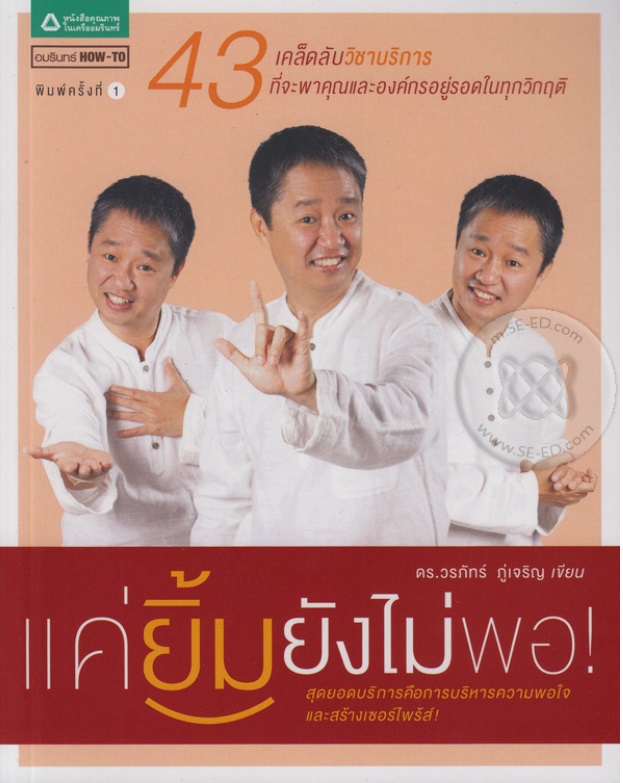 หนังสือคุณภาพ
ในเครืออมรินทร์
อมรินทร์ HOW-TO
พิมพ์ครั้งที่ 1
43 เคล็ดลับวิชาบริการ
ที่จะพาคุณและองค์กรอยู่รอดในทุกวิกฤติ
m.SE-ED.com
www.SE-ED.com
ดร.วรภัทร์ ภู่เจริญ เขียน
แค่ยิ้มยังไม่พอ!
สุดยอดบริการคือการบริหารความพอใจ
และสร้างเซอร์ไพร้ส์!